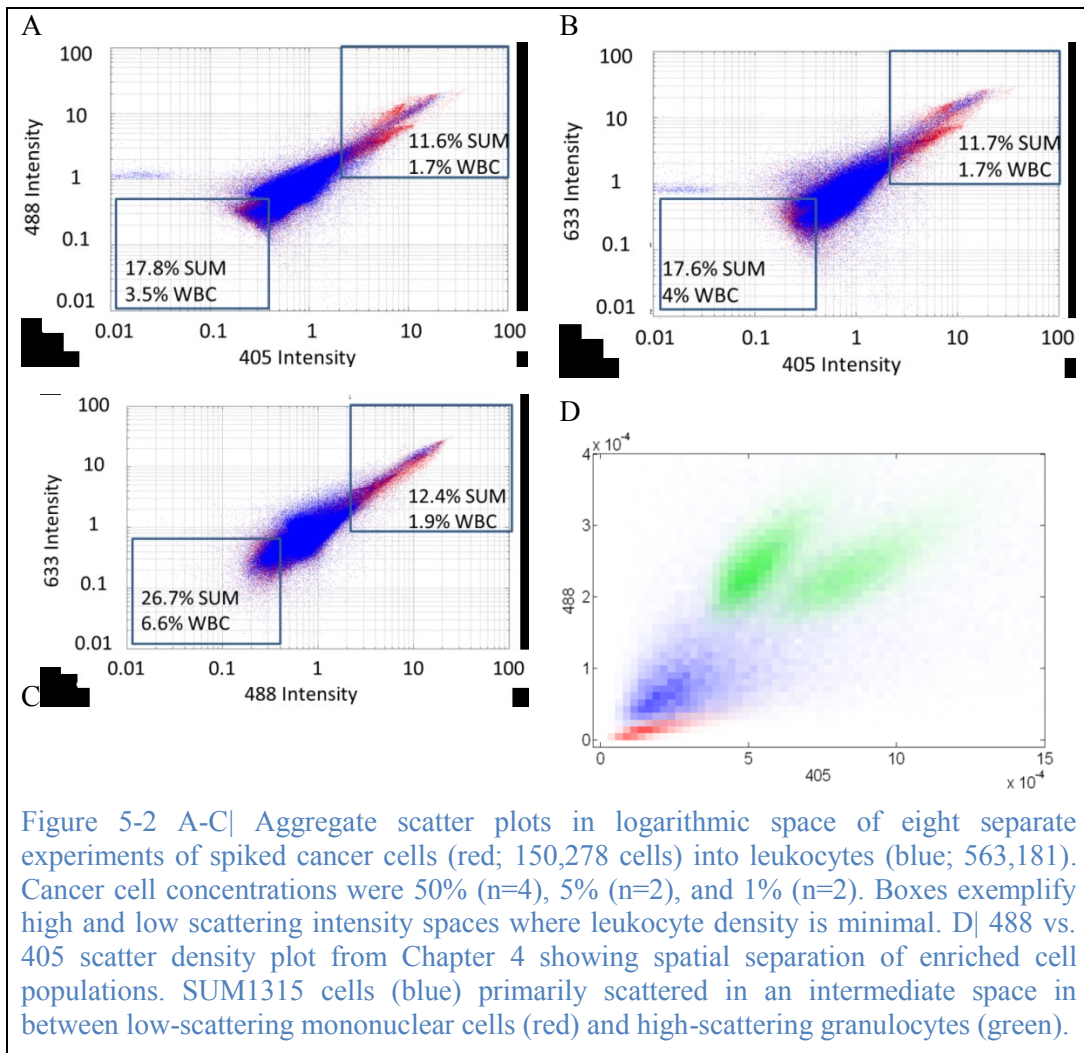 A
100
10
1
0.1
0.01
488 Intensity
11.6% SUM
1.7% WBC
17.8% SUM
3.5% WBC
0.01 0.1 1 10 100
405 Intensity
B
100
10
1
0.1
0.01
633 Intensity
11.7% SUM
1.7% WBC
17.6% SUM
4% WBC
0.01 0.1 1 10 100
405 Intensity
100
10
1
0.1
0.01
633 Intensity
12.4% SUM
1.9% WBC
26.7% SUM
6.6% WBC
0.01 0.1 1 10 100
488 Intensity
C
D
x 10⁻⁴
4
3
2
1
0
488
0 5 10 15
405
x 10⁻⁴
Figure 5-2 A-C| Aggregate scatter plots in logarithmic space of eight separate
experiments of spiked cancer cells (red; 150,278 cells) into leukocytes (blue; 563,181).
Cancer cell concentrations were 50% (n=4), 5% (n=2), and 1% (n=2). Boxes exemplify
high and low scattering intensity spaces where leukocyte density is minimal. D| 488 vs.
405 scatter density plot from Chapter 4 showing spatial separation of enriched cell
populations. SUM1315 cells (blue) primarily scattered in an intermediate space in
between low-scattering mononuclear cells (red) and high-scattering granulocytes (green).